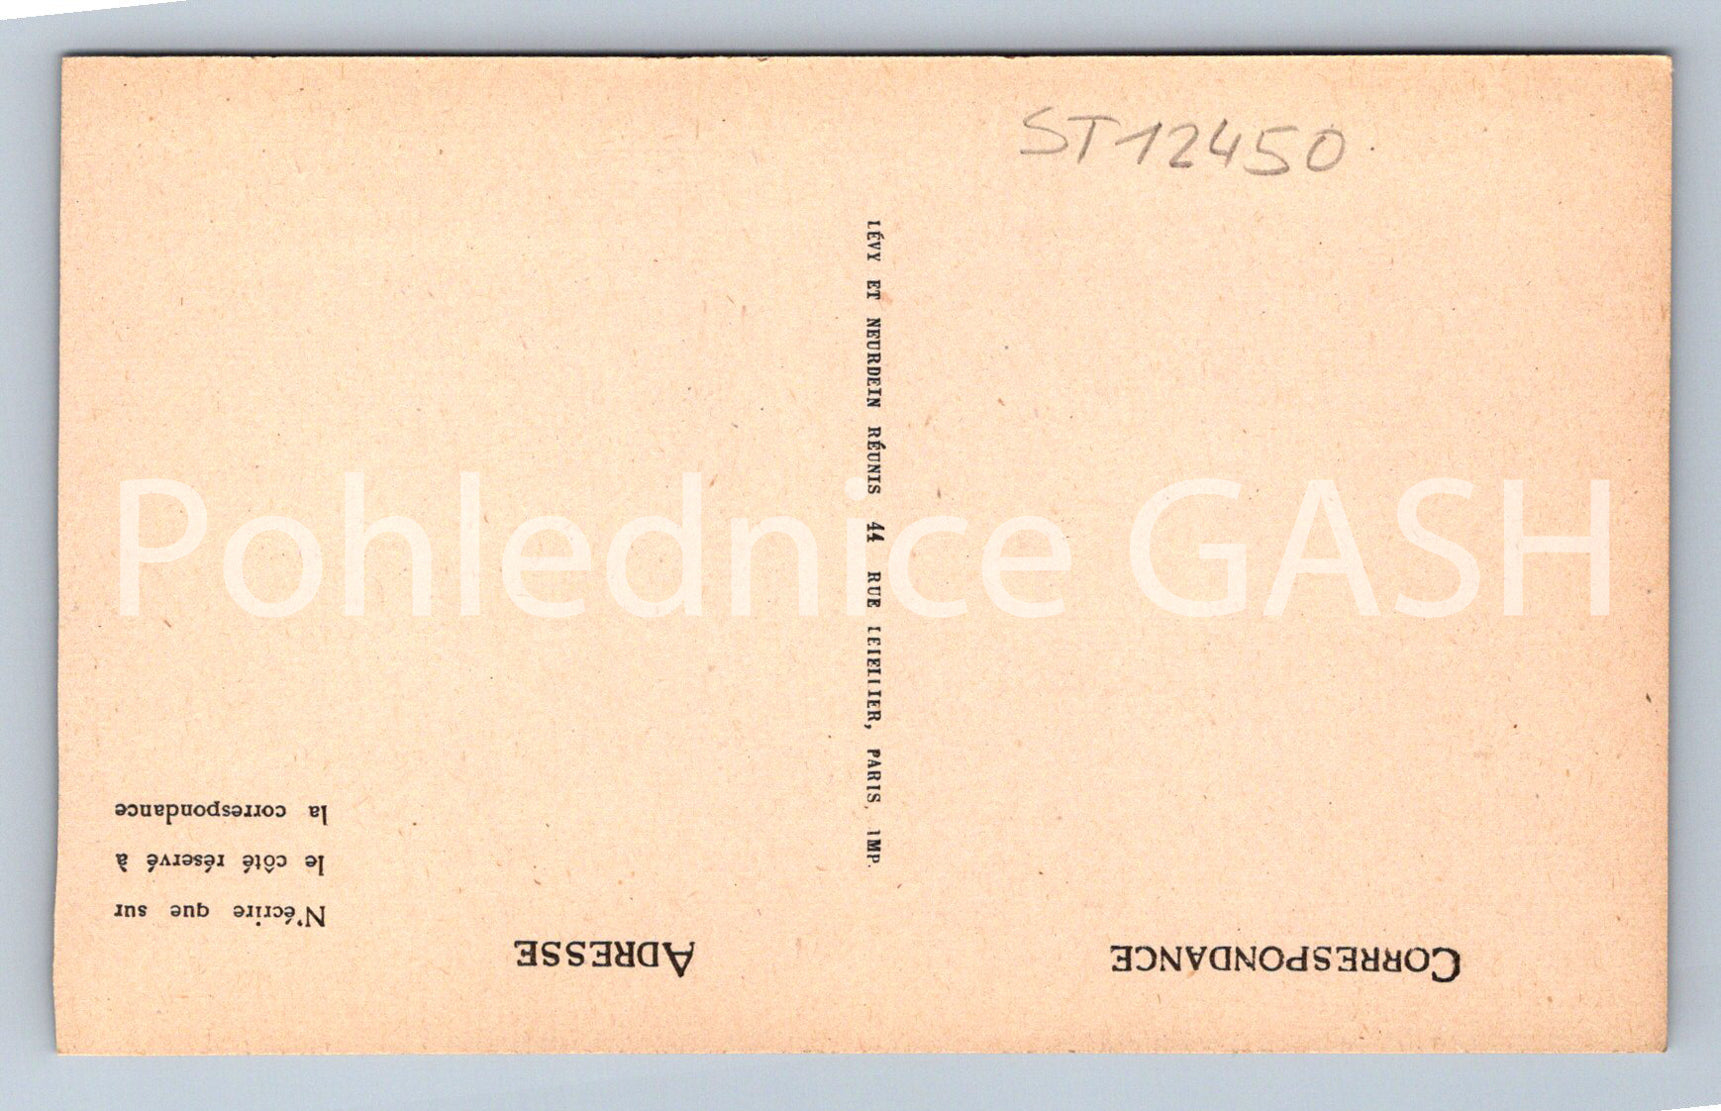 ST12450
LÉVY ET NEURDEIN RÉUNIS 44 RUE LETELLIER, PARIS, IMP.
Pohlednice GASH
CORRESPONDANCE
ADRESSE
N'écrire que sur
le côté réservé à
la correspondance